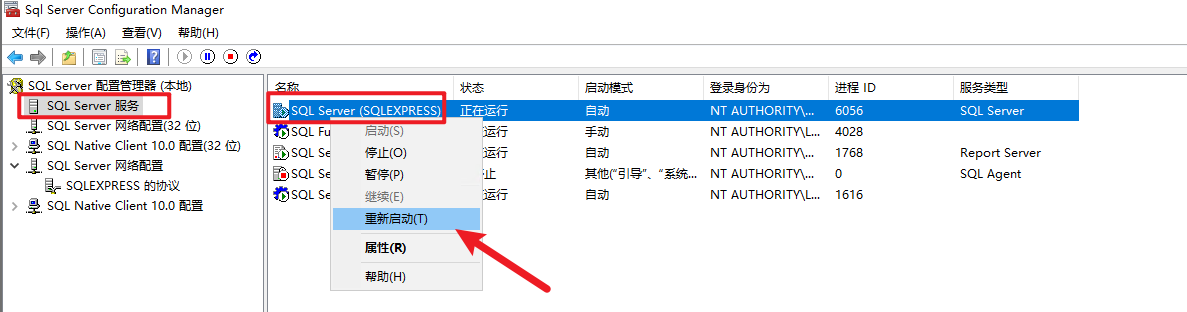 Sql Server Configuration Manager
文件(F) 操作(A) 查看(V) 帮助(H)
SQL Server 配置管理器 (本地)
SQL Server 服务
SQL Server 网络配置(32 位)
SQL Native Client 10.0 配置(32 位)
SQL Server 网络配置
SQLEXPRESS 的协议
SQL Native Client 10.0 配置
名称 状态 启动模式 登录身份为 进程 ID 服务类型
SQL Server (SQLEXPRESS) 正在运行 自动 NT AUTHORITY\L... 6056 SQL Server
SQL Fu 运行 手动 NT AUTHORITY\L... 4028
SQL Se 运行 自动 NT AUTHORITY\... 1768 Report Server
SQL Se 止 其他("引导"、"系统... NT AUTHORITY\... 0 SQL Agent
SQL Se 运行 自动 NT AUTHORITY\L... 1616
启动(S)
停止(O)
暂停(P)
继续(E)
重新启动(T)
属性(R)
帮助(H)